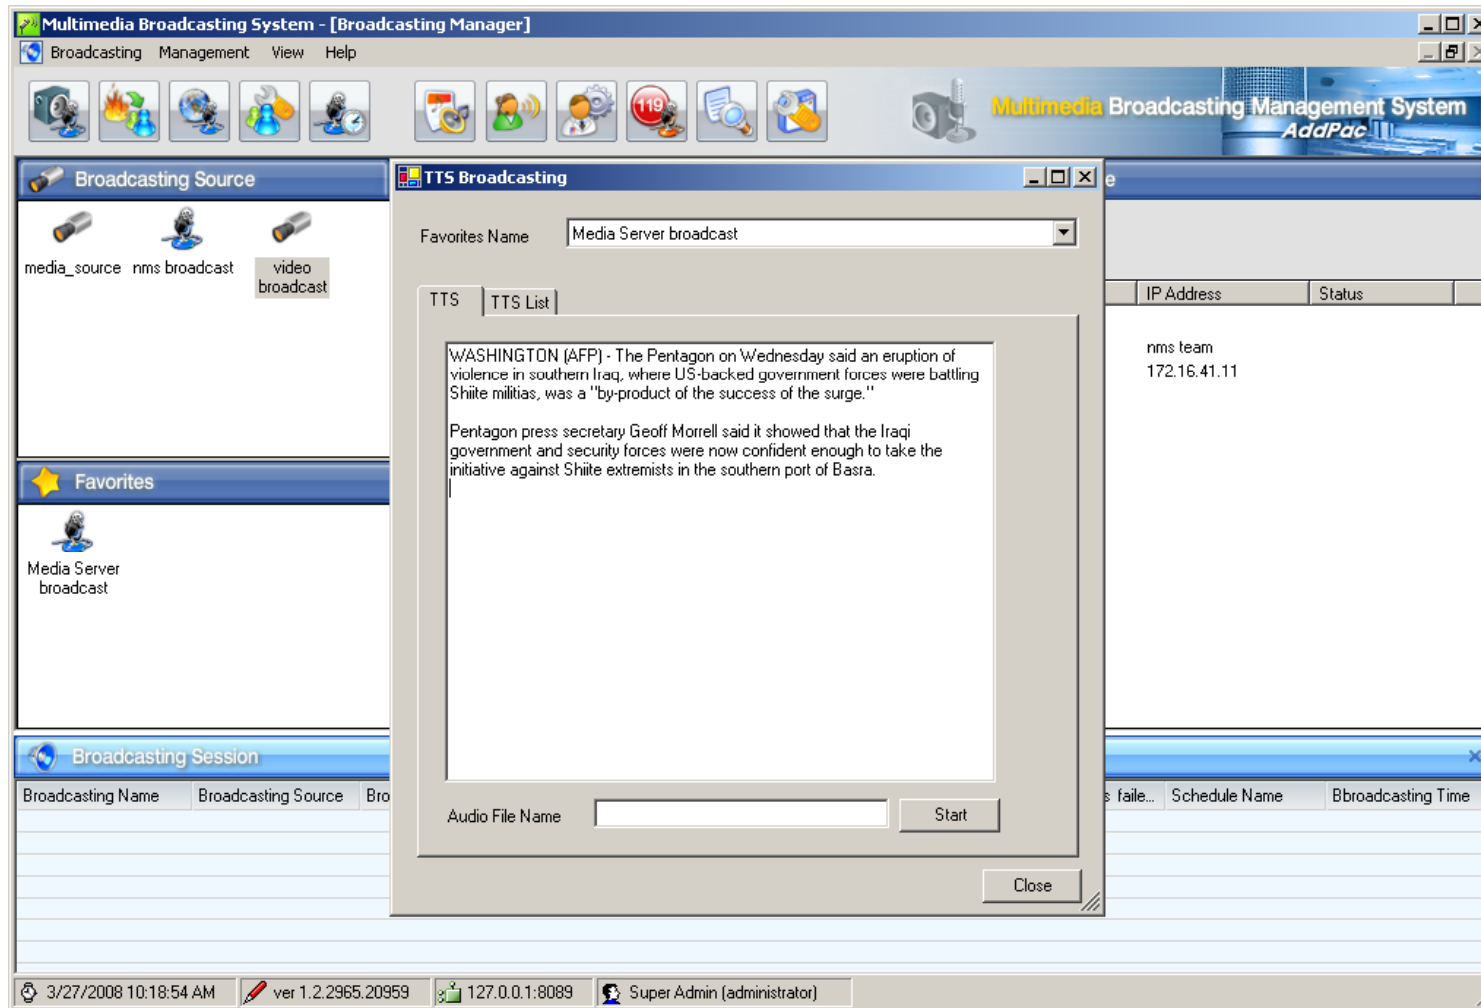 Multimedia Broadcasting System - [Broadcasting Manager]
Broadcasting Management View Help
119
Multimedia Broadcasting Management System
AddPac
Broadcasting Source
media_source
nms broadcast
video
broadcast
Favorites
Media Server
broadcast
TTS Broadcasting
Favorites Name
Media Server broadcast
TTS
TTS List
WASHINGTON (AFP) - The Pentagon on Wednesday said an eruption of
violence in southern Iraq, where US-backed government forces were battling
Shiite militias, was a "by-product of the success of the surge."
Pentagon press secretary Geoff Morrell said it showed that the Iraqi
government and security forces were now confident enough to take the
initiative against Shiite extremists in the southern port of Basra.
Audio File Name
Start
Close
e
IP Address Status
nms team
172.16.41.11
Broadcasting Session
Broadcasting Name Broadcasting Source Bro
s faile... Schedule Name Bbroadcasting Time
3/27/2008 10:18:54 AM ver 1.2.2965.20959 127.0.0.1:8089 Super Admin (administrator)